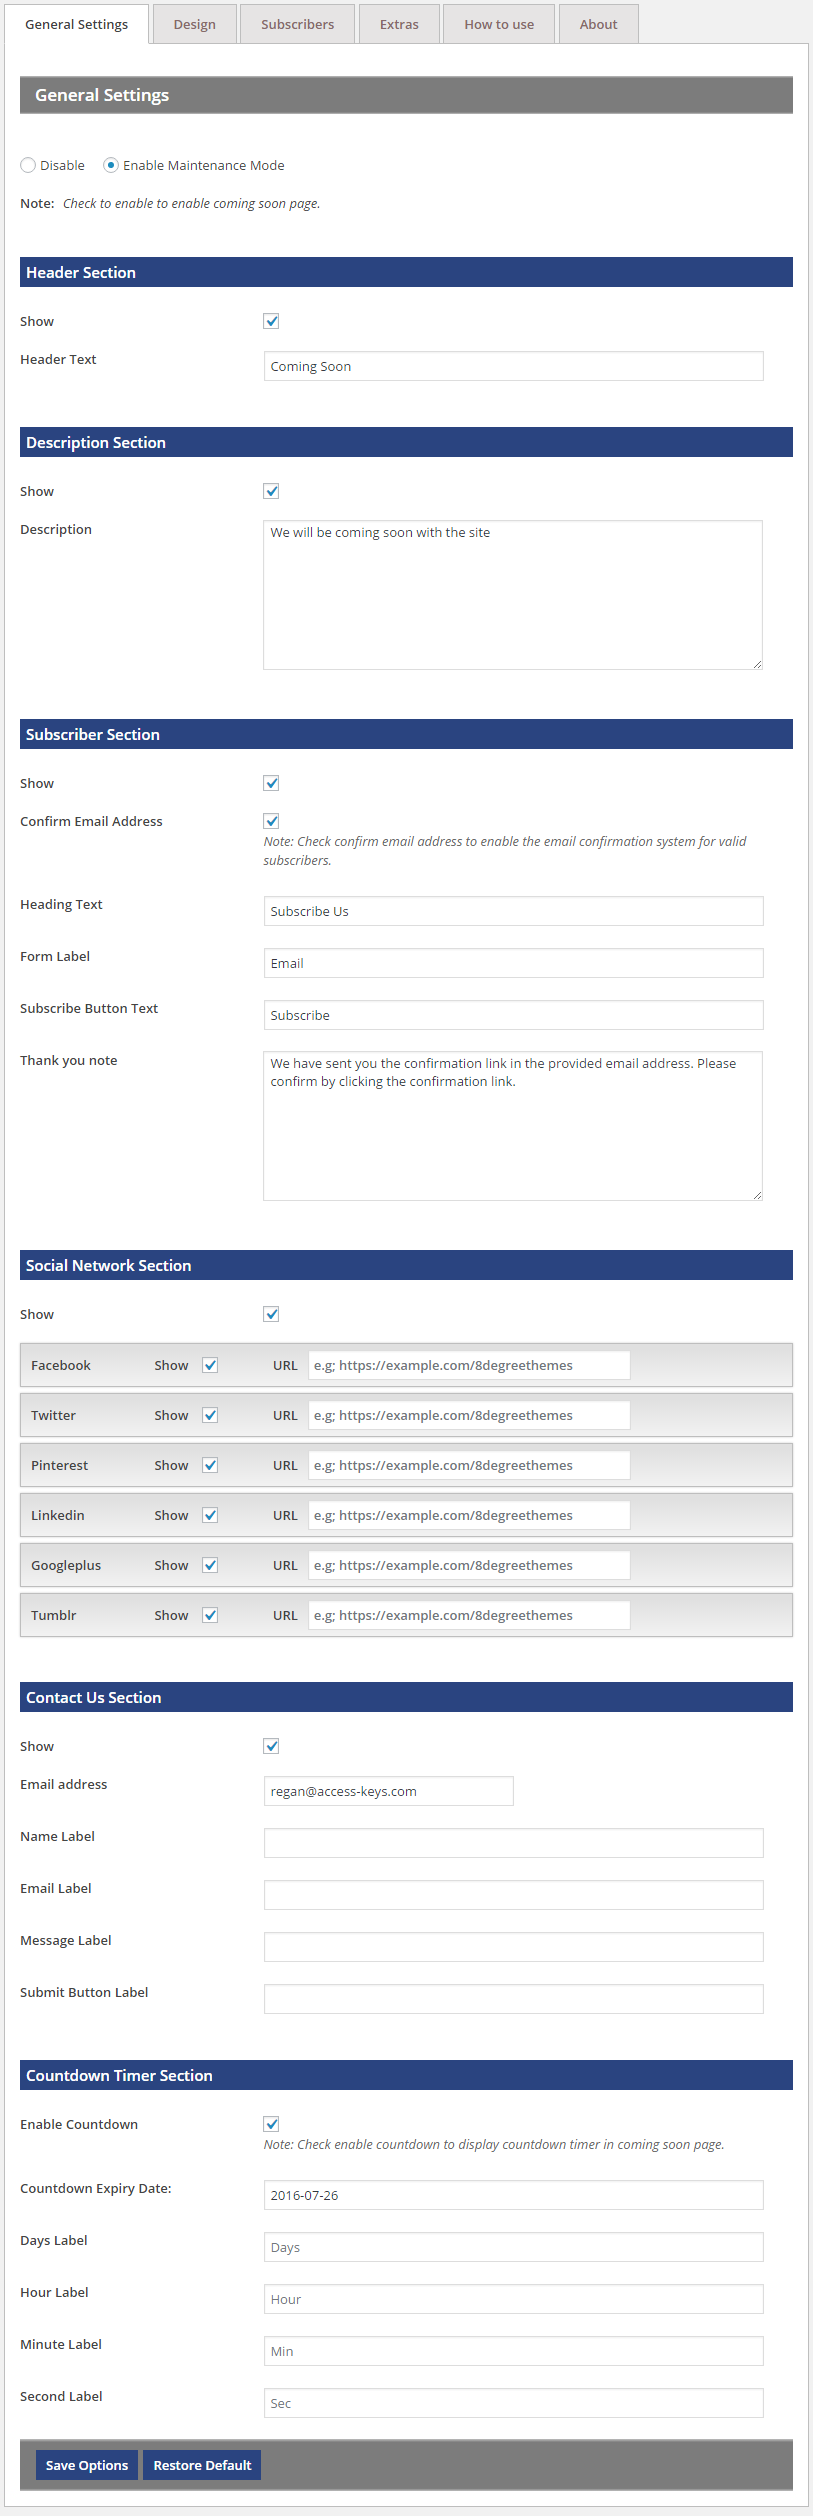 General Settings Design Subscribers Extras How to use About
General Settings
Disable Enable Maintenance Mode
Note: Check to enable to enable coming soon page.
Header Section
Show
Header Text Coming Soon
Description Section
Show
Description We will be coming soon with the site
Subscriber Section
Show
Confirm Email Address
Note: Check confirm email address to enable the email confirmation system for valid
subscribers.
Heading Text Subscribe Us
Form Label Email
Subscribe Button Text Subscribe
Thank you note We have sent you the confirmation link in the provided email address. Please
confirm by clicking the confirmation link.
Social Network Section
Show
Facebook Show URL e.g; https://example.com/8degreethemes
Twitter Show URL e.g; https://example.com/8degreethemes
Pinterest Show URL e.g; https://example.com/8degreethemes
Linkedin Show URL e.g; https://example.com/8degreethemes
Googleplus Show URL e.g; https://example.com/8degreethemes
Tumblr Show URL e.g; https://example.com/8degreethemes
Contact Us Section
Show
Email address regan@access-keys.com
Name Label
Email Label
Message Label
Submit Button Label
Countdown Timer Section
Enable Countdown
Note: Check enable countdown to display countdown timer in coming soon page.
Countdown Expiry Date: 2016-07-26
Days Label Days
Hour Label Hour
Minute Label Min
Second Label Sec
Save Options Restore Default